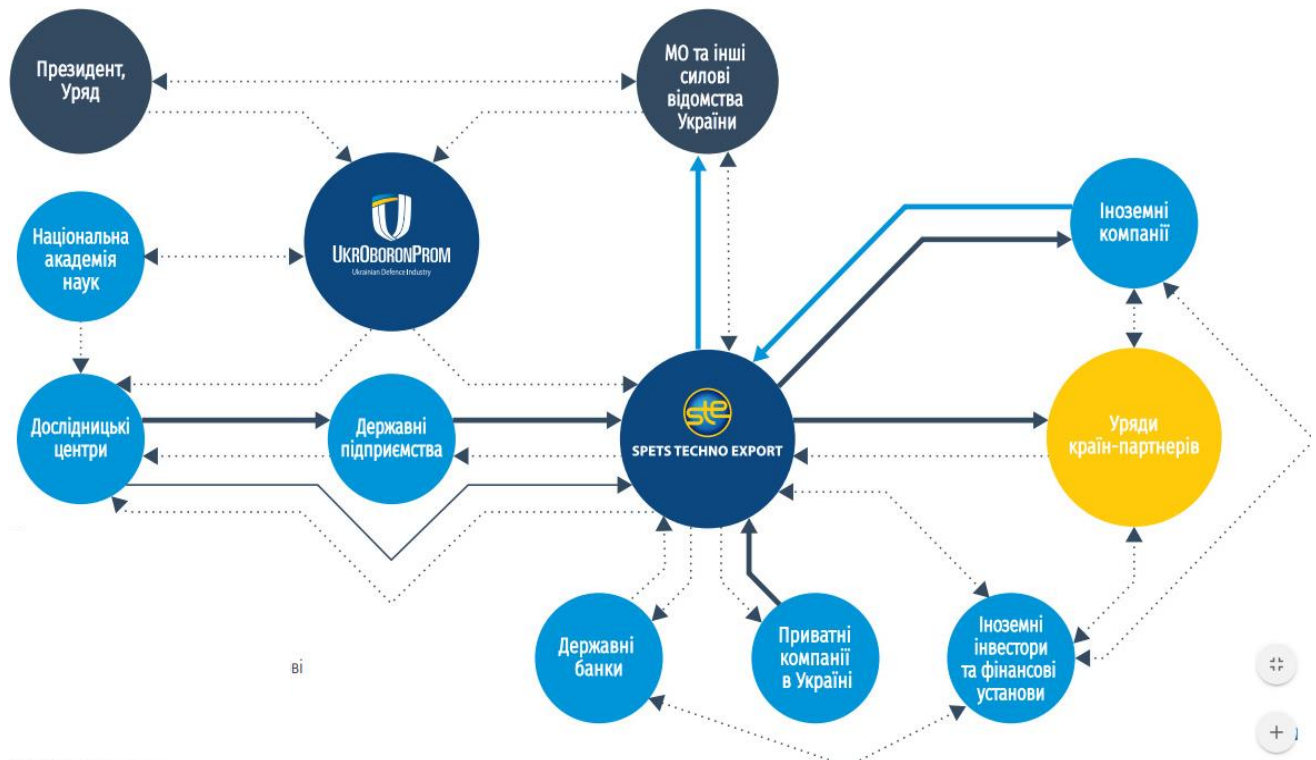 Президент,
Уряд
МО та інші
силові
відомства
України
UKROBORONPROM
Ukrainian Defence Industry
Національна
академія
наук
Іноземні
компанії
Дослідницькі
центри
Державні
підприємства
ste
SPETS TECHNO EXPORT
Уряди
країн-партнерів
Державні
банки
Приватні
компанії
в Україні
Іноземні
інвестори
та фінансові
установи
ві